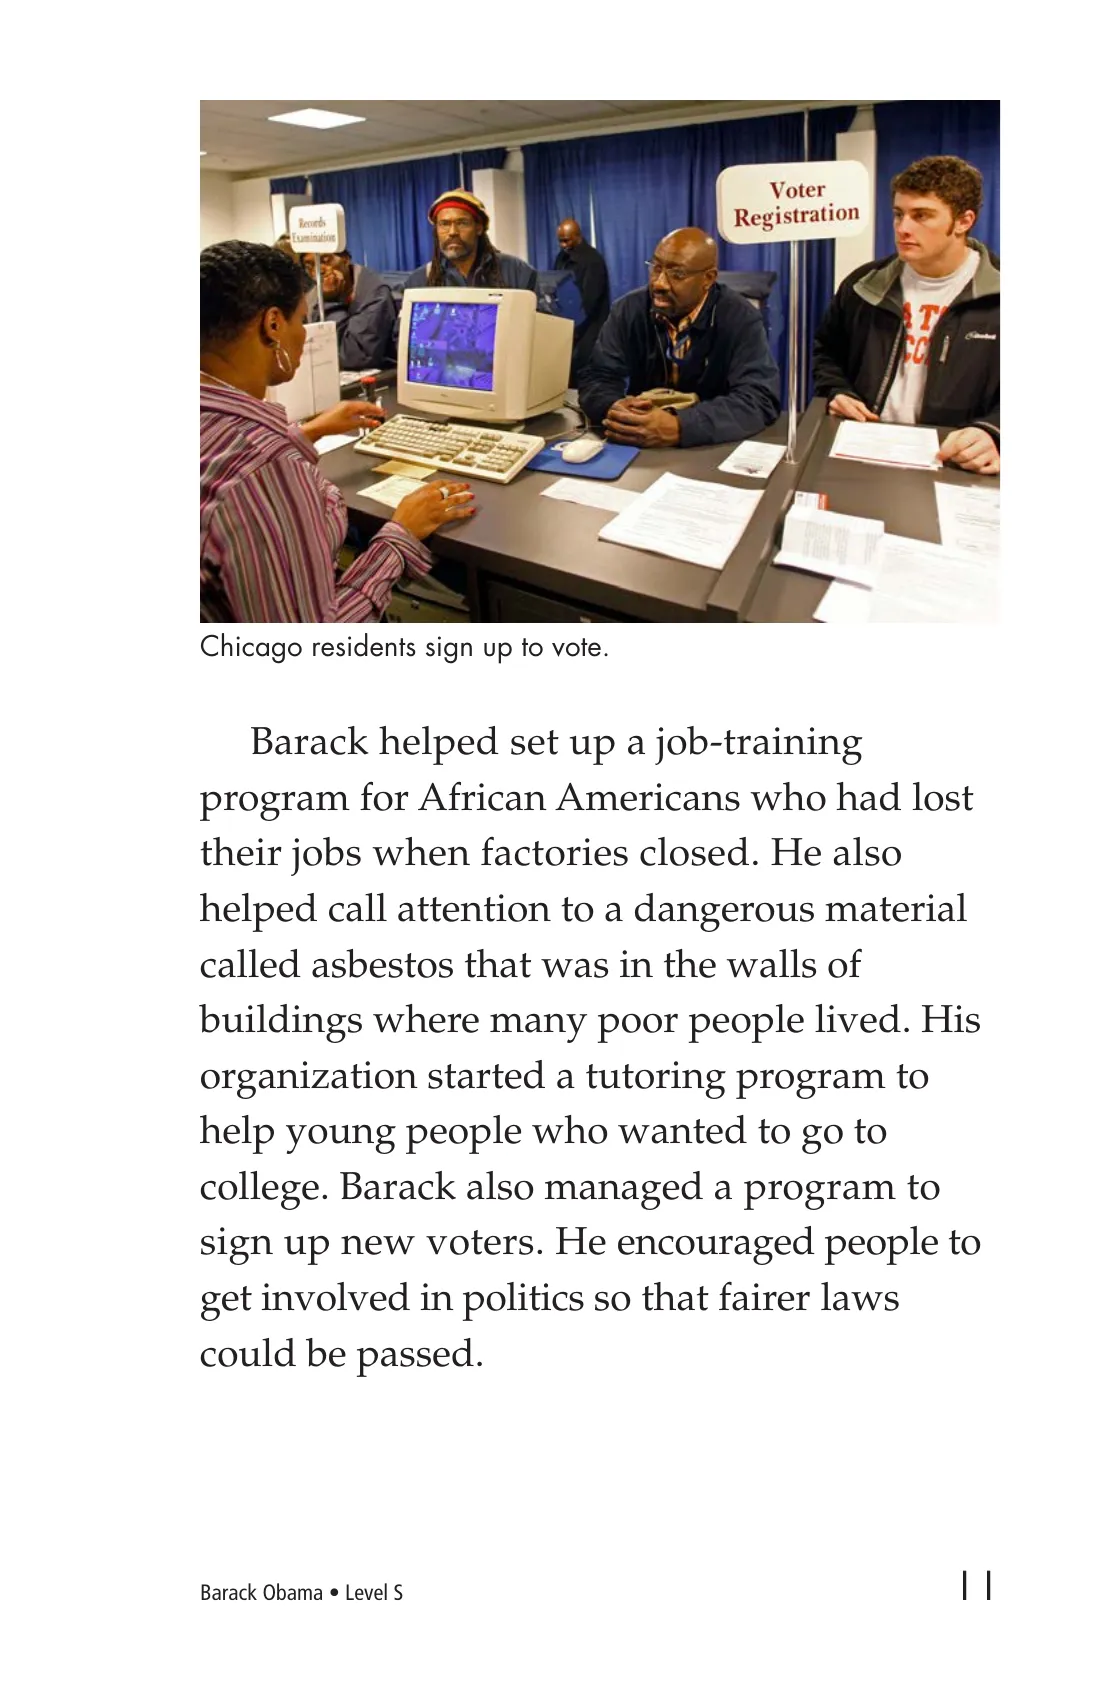 Records
Examination
Voter
Registration
Chicago residents sign up to vote.
Barack helped set up a job-training
program for African Americans who had lost
their jobs when factories closed. He also
helped call attention to a dangerous material
called asbestos that was in the walls of
buildings where many poor people lived. His
organization started a tutoring program to
help young people who wanted to go to
college. Barack also managed a program to
sign up new voters. He encouraged people to
get involved in politics so that fairer laws
could be passed.
Barack Obama • Level S
11